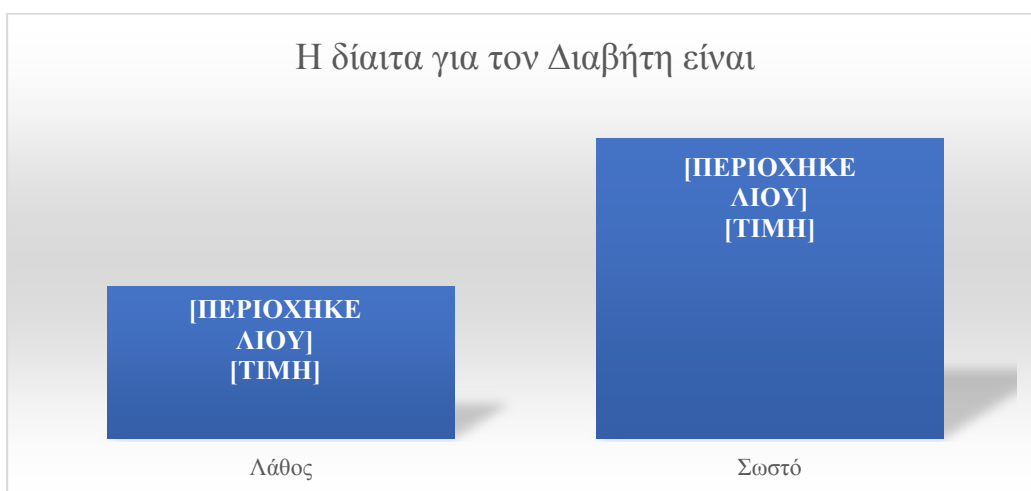 Η δίαιτα για τον Διαβήτη είναι
[ΠΕΡΙΟΧΗΚΕ
ΛΙΟΥ]
[ΤΙΜΗ]
[ΠΕΡΙΟΧΗΚΕ
ΛΙΟΥ]
[ΤΙΜΗ]
Λάθος
Σωστό